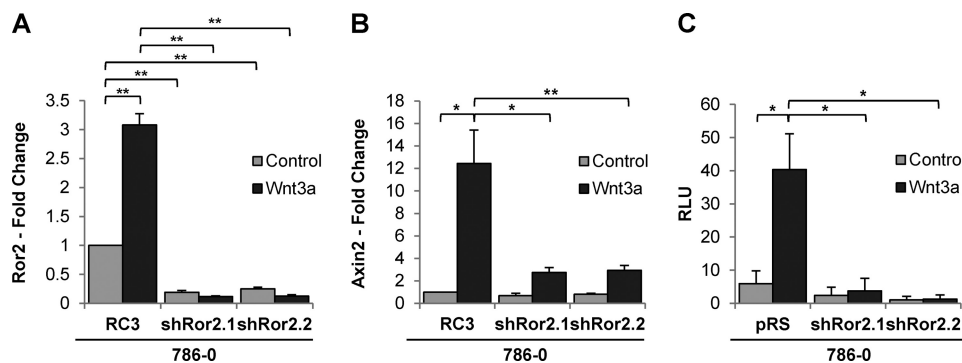 A
** ** ** ** **
Ror2 - Fold Change
3.5
3
2.5
2
1.5
1
0.5
0
Control
Wnt3a
RC3 shRor2.1 shRor2.2
786-0
B
* * **
Axin2 - Fold Change
18
16
14
12
10
8
6
4
2
0
Control
Wnt3a
RC3 shRor2.1 shRor2.2
786-0
C
* * *
RLU
60
50
40
30
20
10
0
Contro
Wnt3a
pRS shRor2.1 shRor2.2
786-0